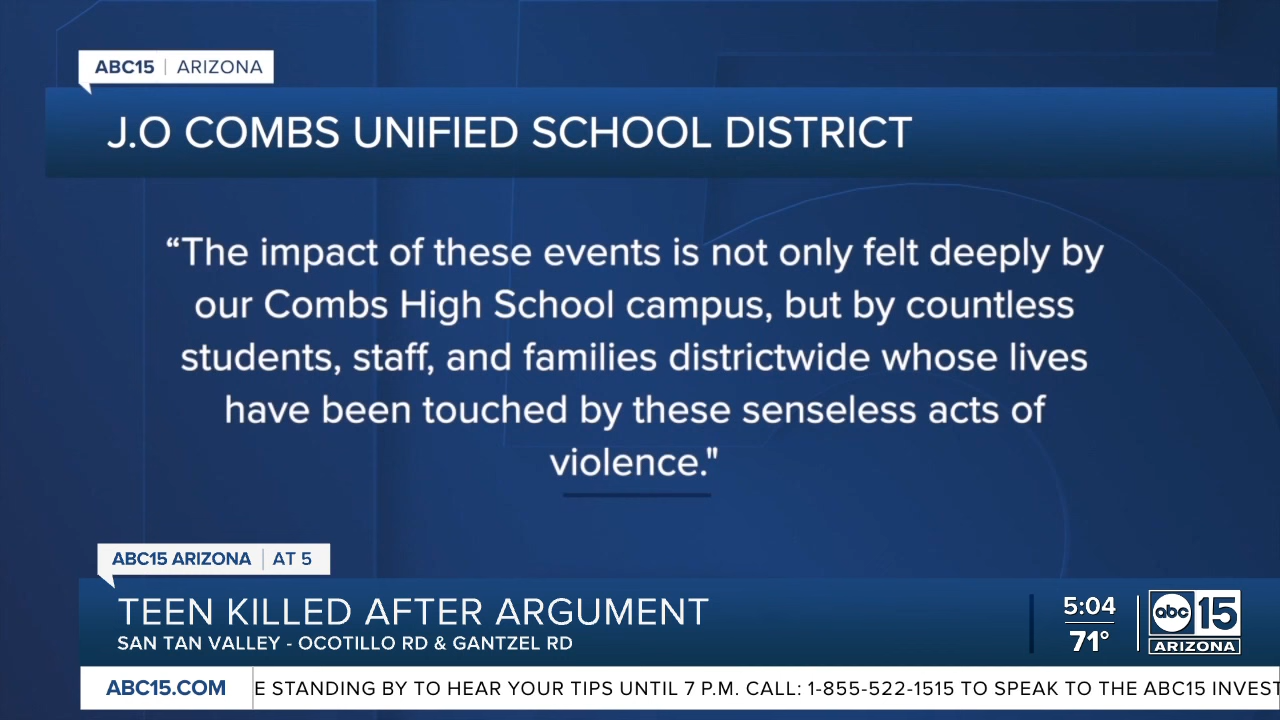 ABC15 | ARIZONA
J.O COMBS UNIFIED SCHOOL DISTRICT
“The impact of these events is not only felt deeply by
our Combs High School campus, but by countless
students, staff, and families districtwide whose lives
have been touched by these senseless acts of
violence."
ABC15 ARIZONA | AT 5
TEEN KILLED AFTER ARGUMENT
SAN TAN VALLEY - OCOTILLO RD & GANTZEL RD
5:04
71°
abc 15
ARIZONA
ABC15.COM
E STANDING BY TO HEAR YOUR TIPS UNTIL 7 P.M. CALL: 1-855-522-1515 TO SPEAK TO THE ABC15 INVEST